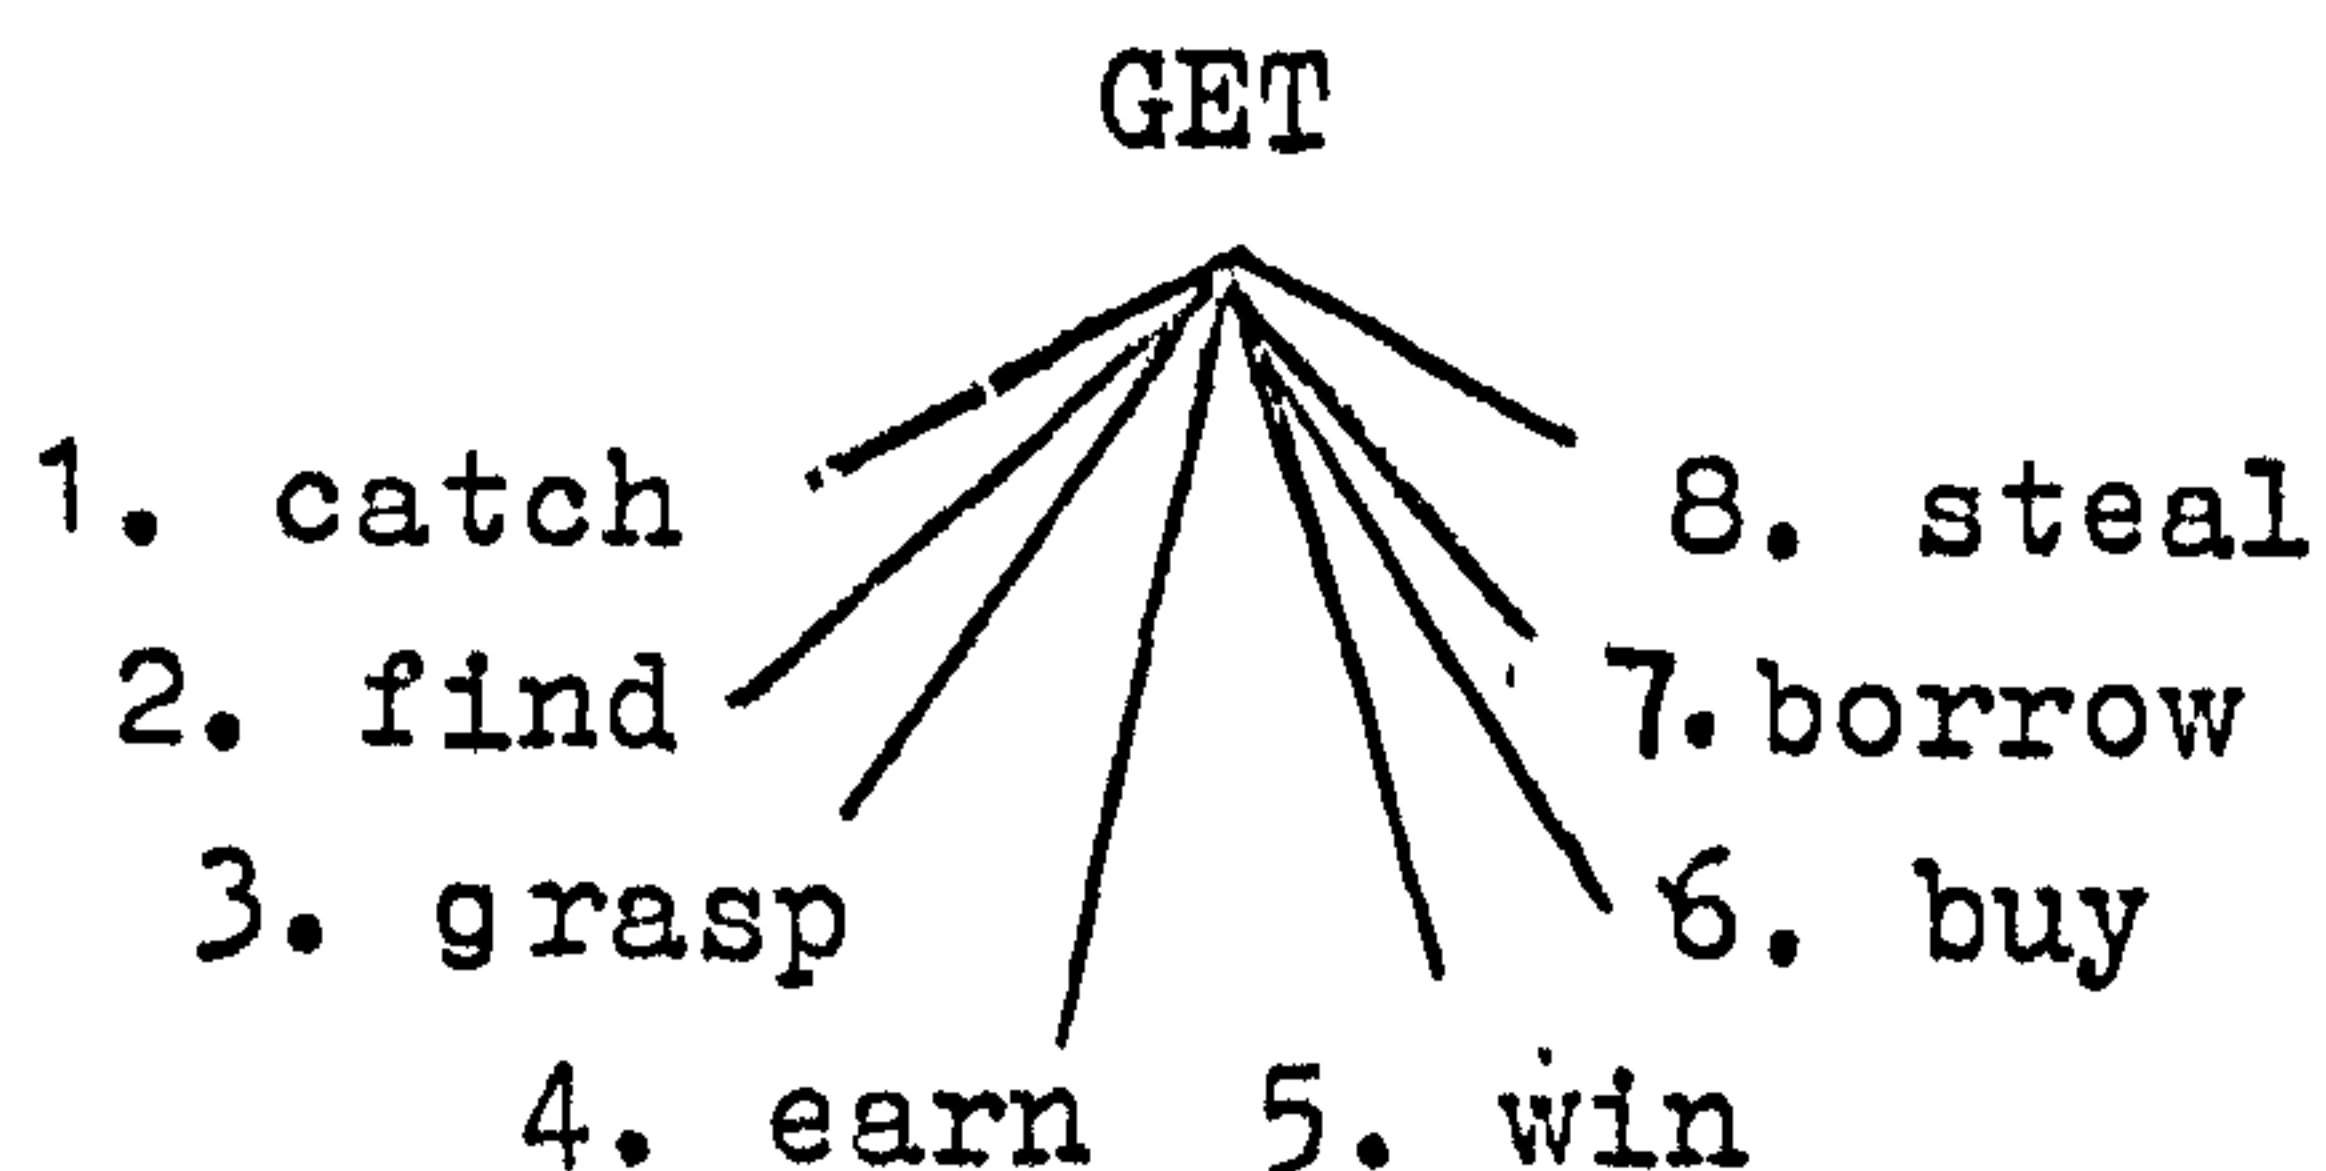 GET
1. catch
8. steal
2. find
7. borrow
3. grasp
6. buy
4. earn
5. win